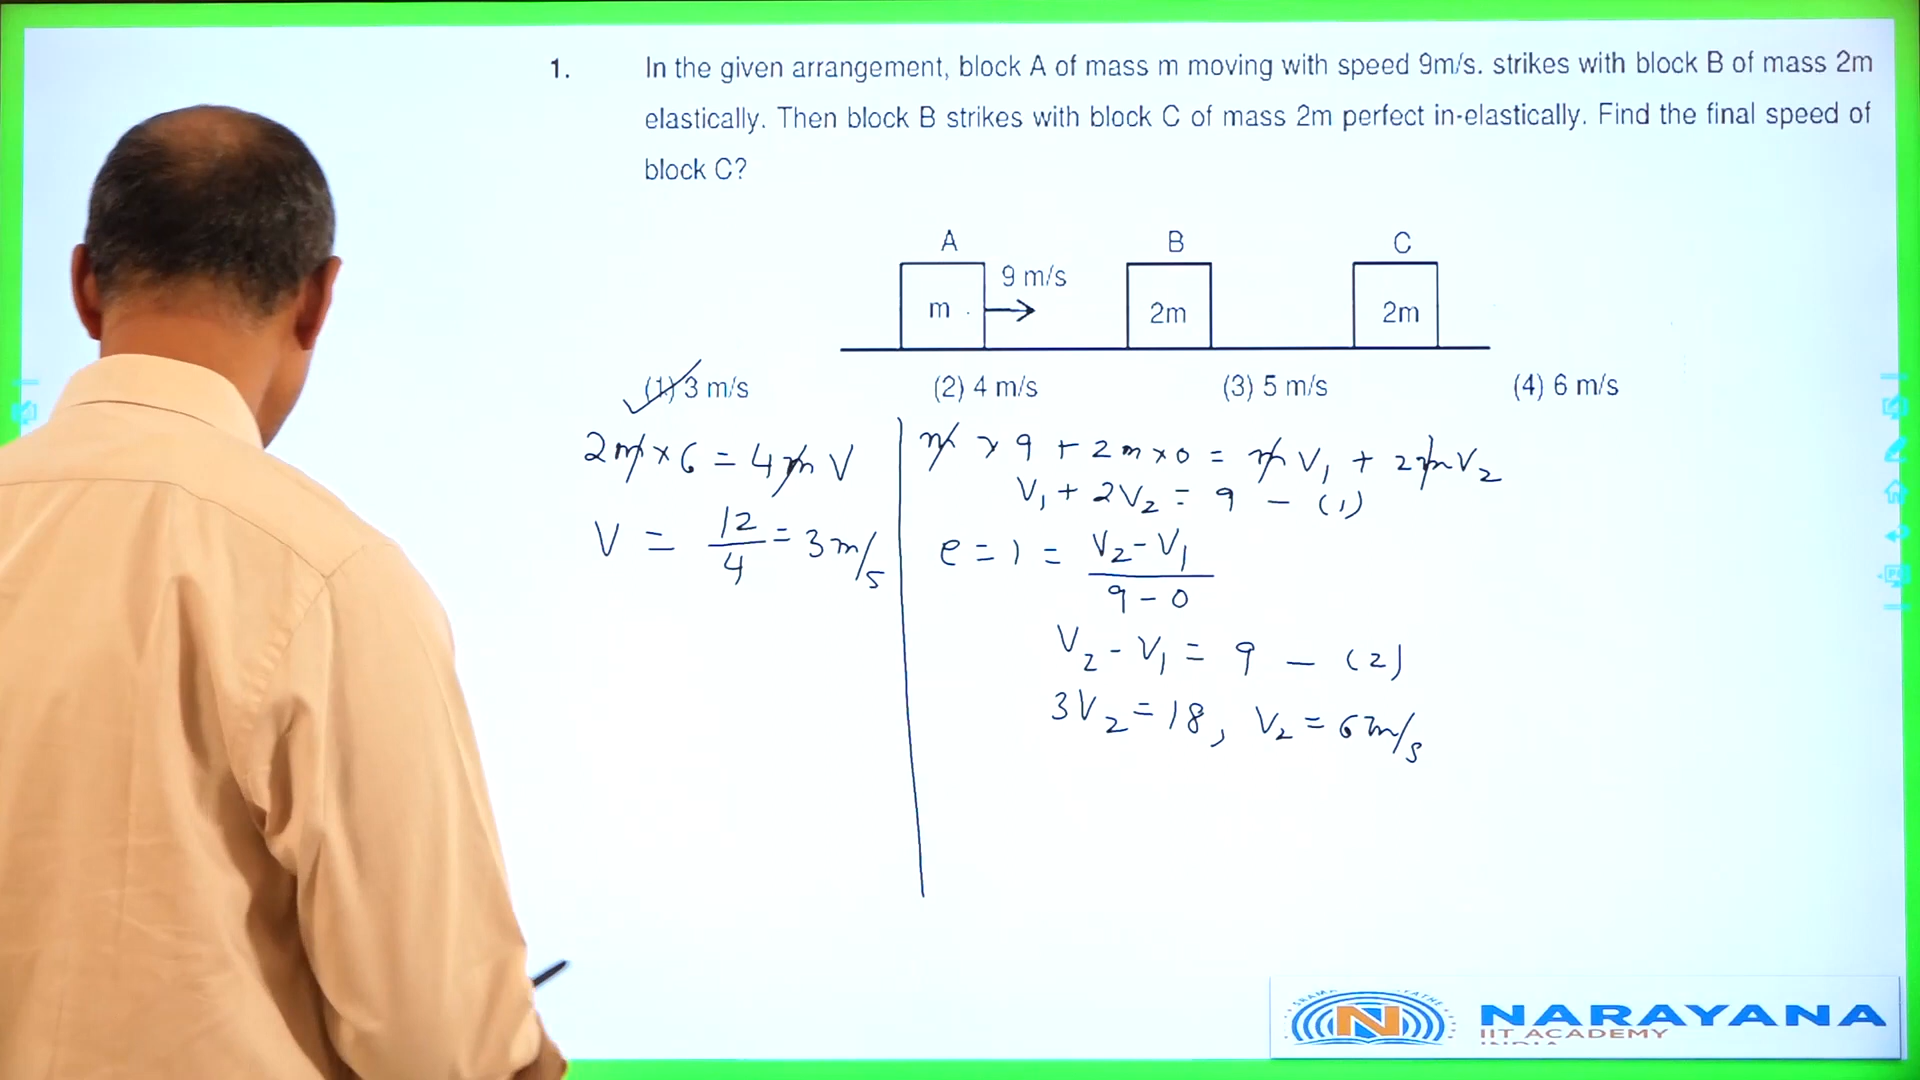 1. In the given arrangement, block A of mass m moving with speed 9m/s. strikes with block B of mass 2m
elastically. Then block B strikes with block C of mass 2m perfect in-elastically. Find the final speed of
block C?
A B C
9 m/s
m 2m 2m
(1) 3 m/s (2) 4 m/s (3) 5 m/s (4) 6 m/s
2m × 6 = 4m V
V = 12/4 = 3 m/s
m × 9 + 2m × 0 = m V₁ + 2m V₂
V₁ + 2V₂ = 9 – (1)
e = 1 = (V₂ - V₁)/(9 - 0)
V₂ - V₁ = 9 – (2)
3V₂ = 18, V₂ = 6 m/s
N NARAYANA
IIT ACADEMY